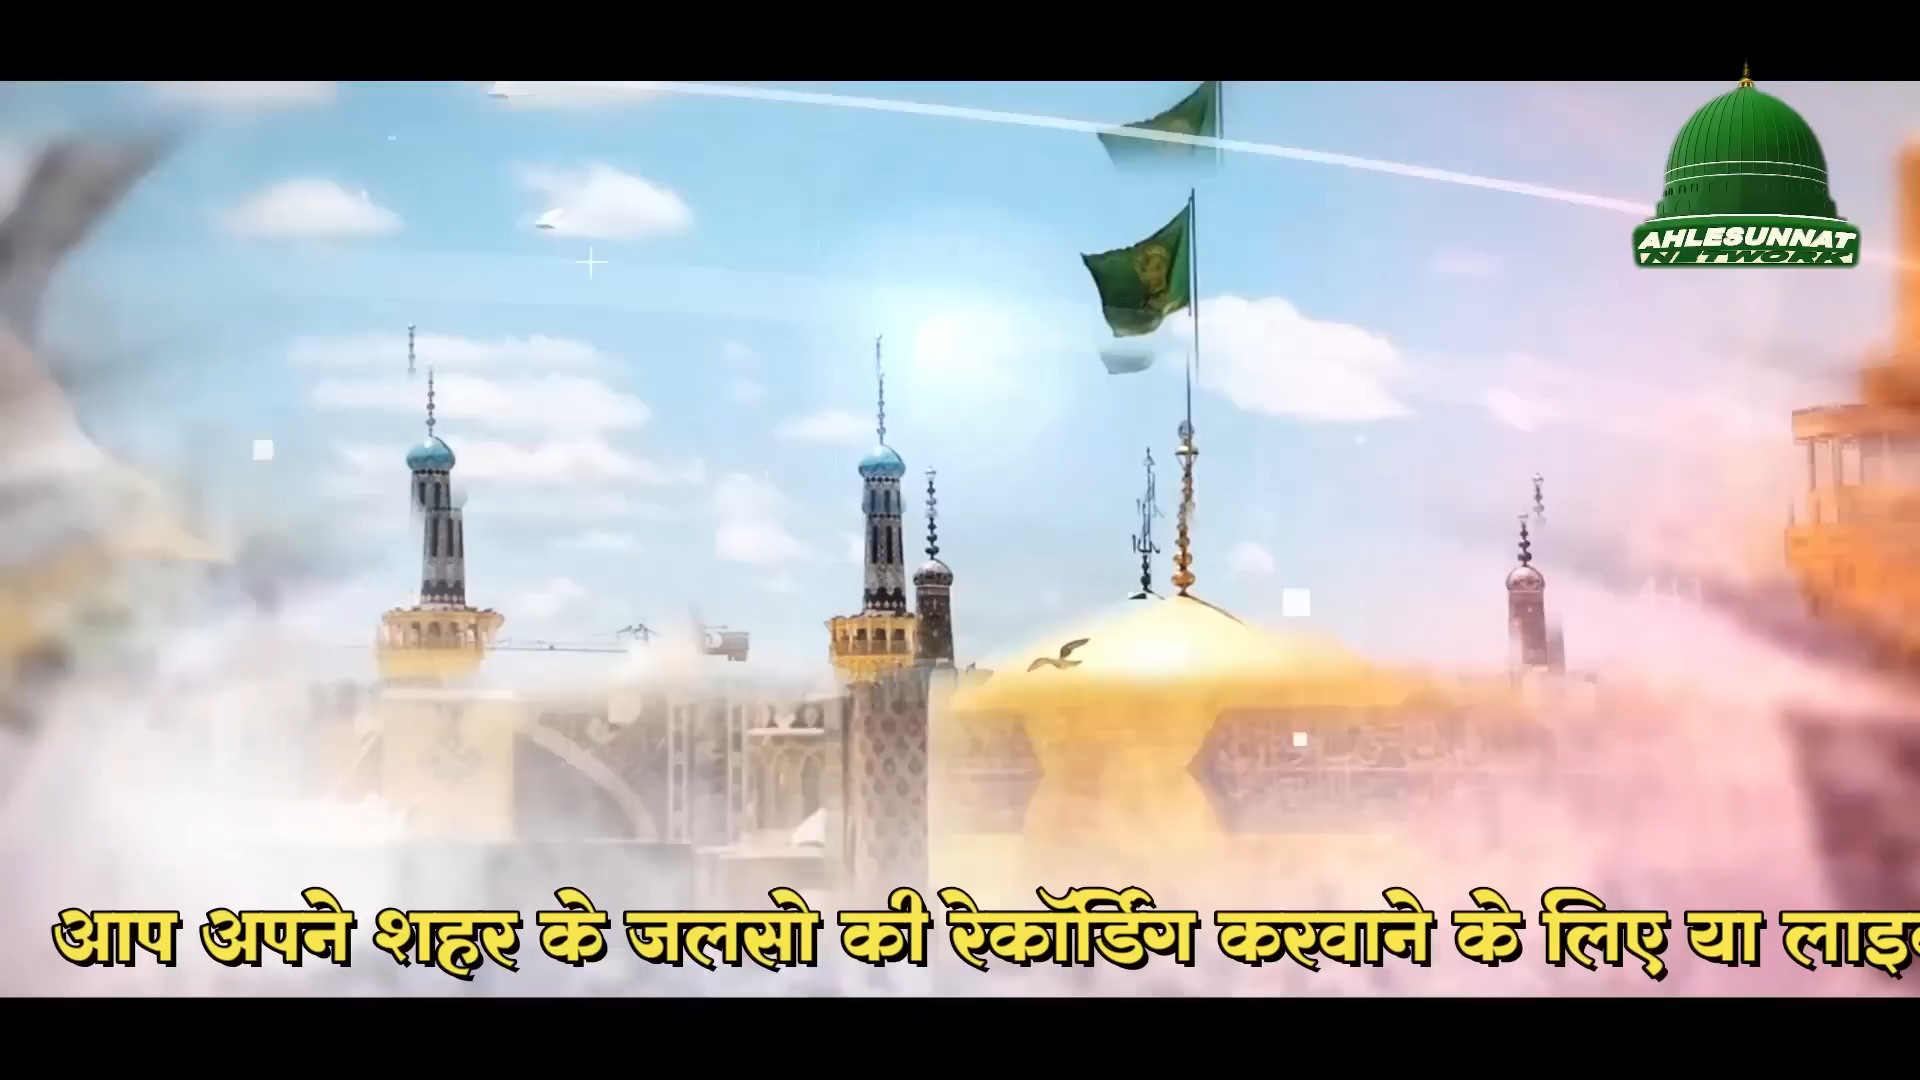 AHLESUNNAT
NETWORK
आप अपने शहर के जलसो की रेकॉर्डिंग करवाने के लिए या